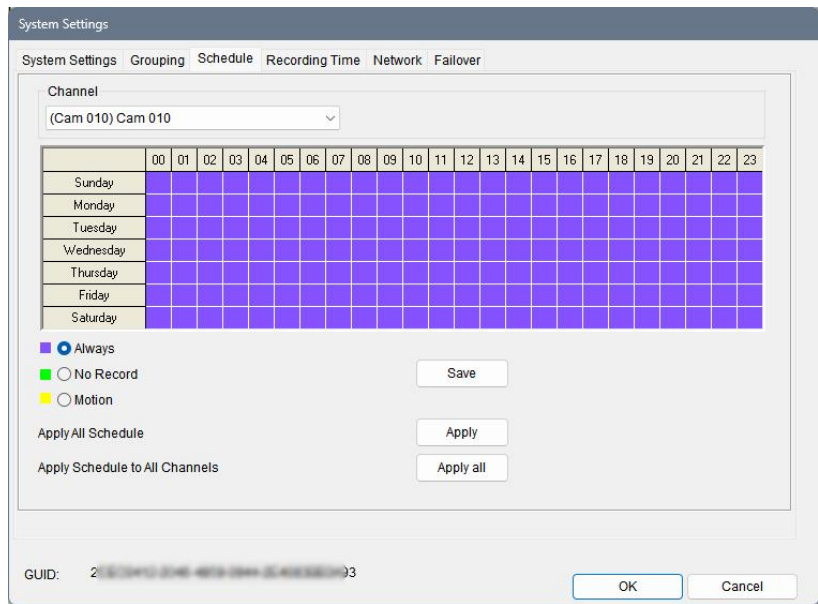 System Settings
System Settings Grouping Schedule Recording Time Network Failover
Channel
(Cam 010) Cam 010
00 01 02 03 04 05 06 07 08 09 10 11 12 13 14 15 16 17 18 19 20 21 22 23
Sunday
Monday
Tuesday
Wednesday
Thursday
Friday
Saturday
Always
No Record Save
Motion
Apply All Schedule Apply
Apply Schedule to All Channels Apply all
GUID:
OK Cancel